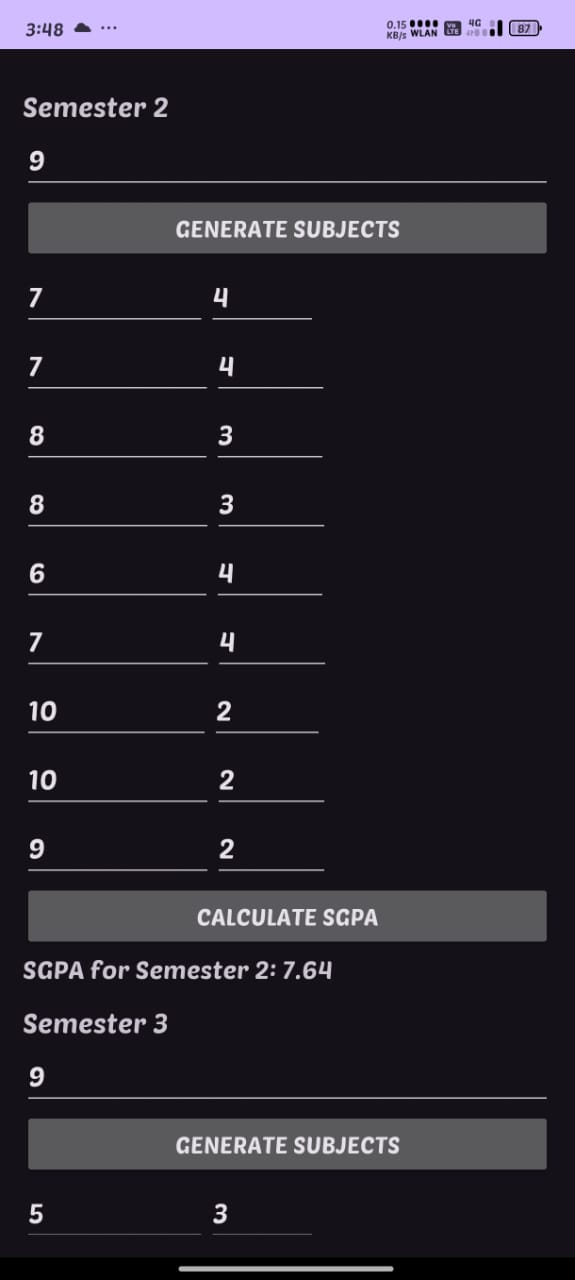 3:48 ...
0.15 KB/s WLAN Vo LTE 4G 87
Semester 2
9
GENERATE SUBJECTS
7 4
7 4
8 3
8 3
6 4
7 4
10 2
10 2
9 2
CALCULATE SGPA
SGPA for Semester 2: 7.64
Semester 3
9
GENERATE SUBJECTS
5 3